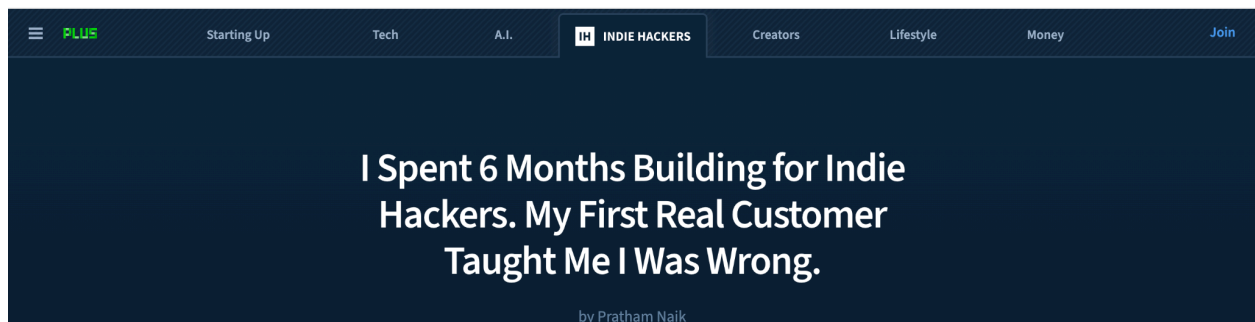 PLUS Starting Up Tech A.I. IH INDIE HACKERS Creators Lifestyle Money Join
I Spent 6 Months Building for Indie
Hackers. My First Real Customer
Taught Me I Was Wrong.
by Pratham Naik